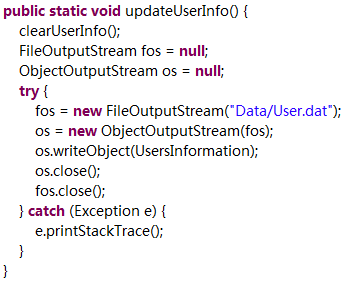 public static void updateUserInfo() {
clearUserInfo();
FileOutputStream fos = null;
ObjectOutputStream os = null;
try {
fos = new FileOutputStream("Data/User.dat");
os = new ObjectOutputStream(fos);
os.writeObject(UsersInformation);
os.close();
fos.close();
} catch (Exception e) {
e.printStackTrace();
}
}